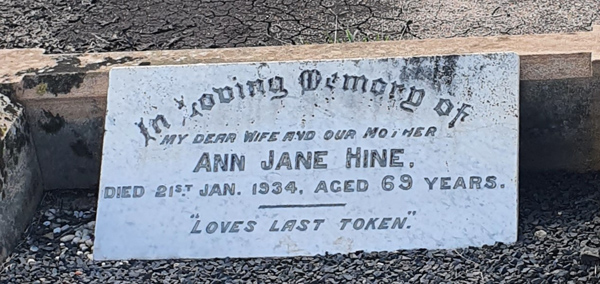 In Loving Memory of
MY DEAR WIFE AND OUR MOTHER
ANN JANE HINE.
DIED 21ST JAN. 1934, AGED 69 YEARS.
"LOVES LAST TOKEN."